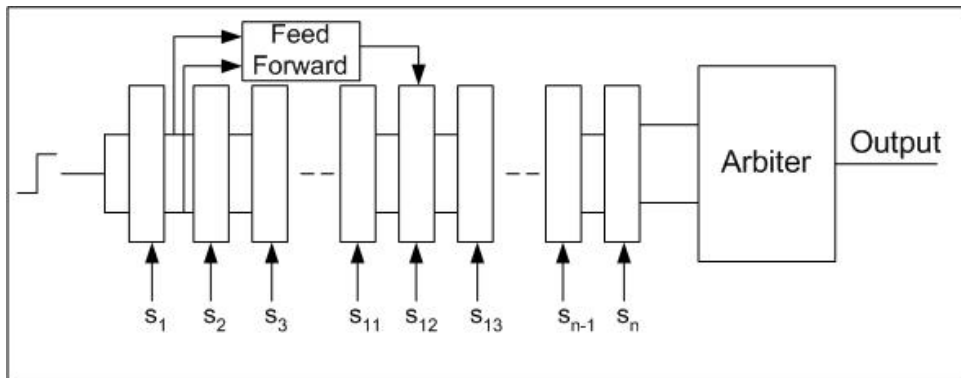 Feed
Forward
Arbiter
Output
s1
s2
s3
s11
s12
s13
sn-1
sn